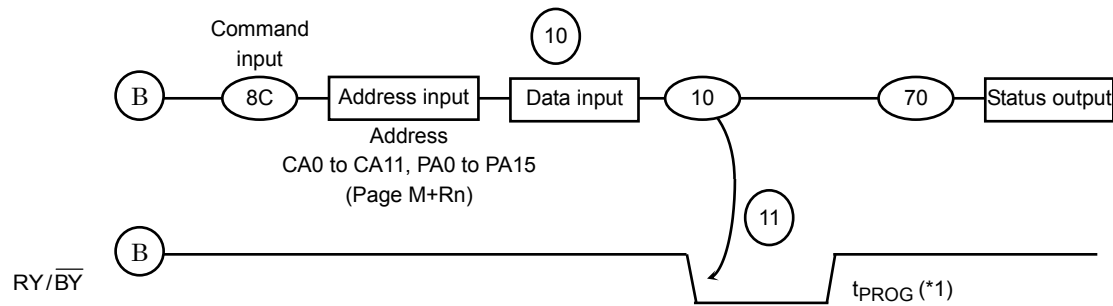 Command
input
10
B
8C
Address input
Data input
10
70
Status output
Address
CA0 to CA11, PA0 to PA15
(Page M+Rn)
11
B
RY/BY
tPROG (*1)